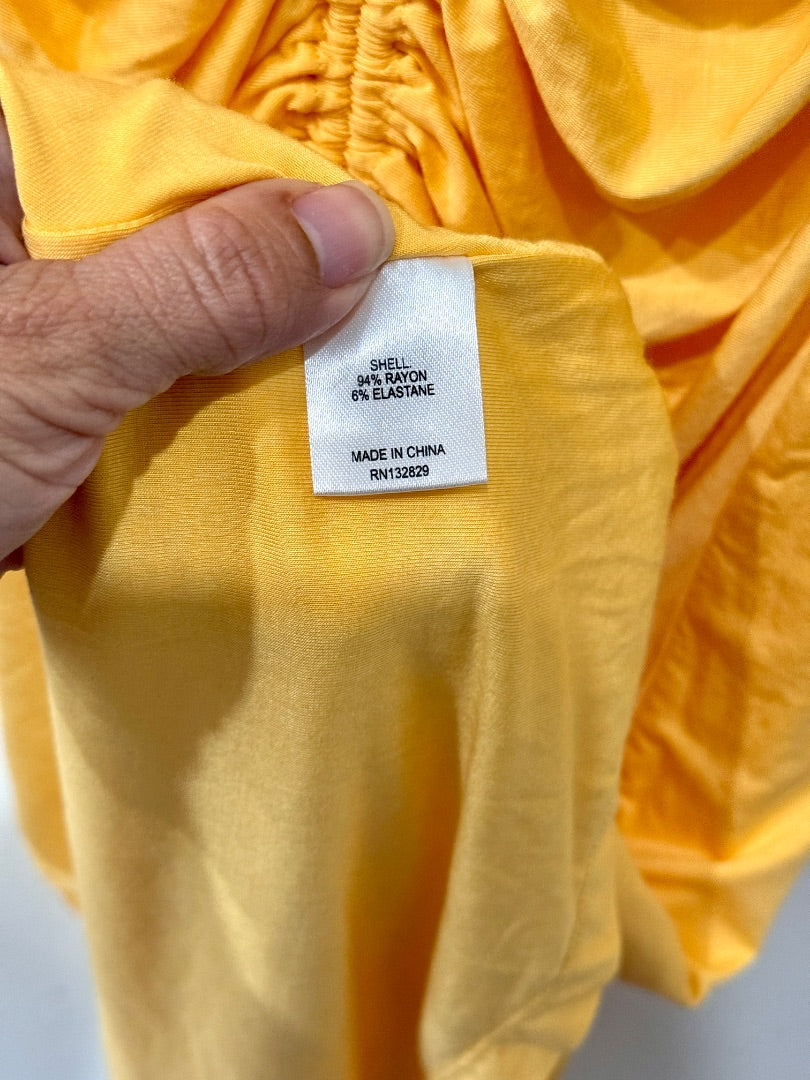 SHELL:
94% RAYON
6% ELASTANE
MADE IN CHINA
RN132829